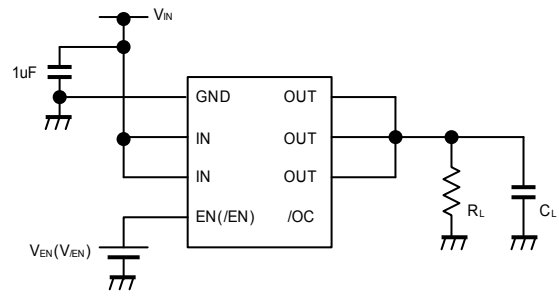 VIN
1uF
GND OUT
IN OUT
IN OUT
EN(/EN) /OC
VEN(V/EN)
RL CL